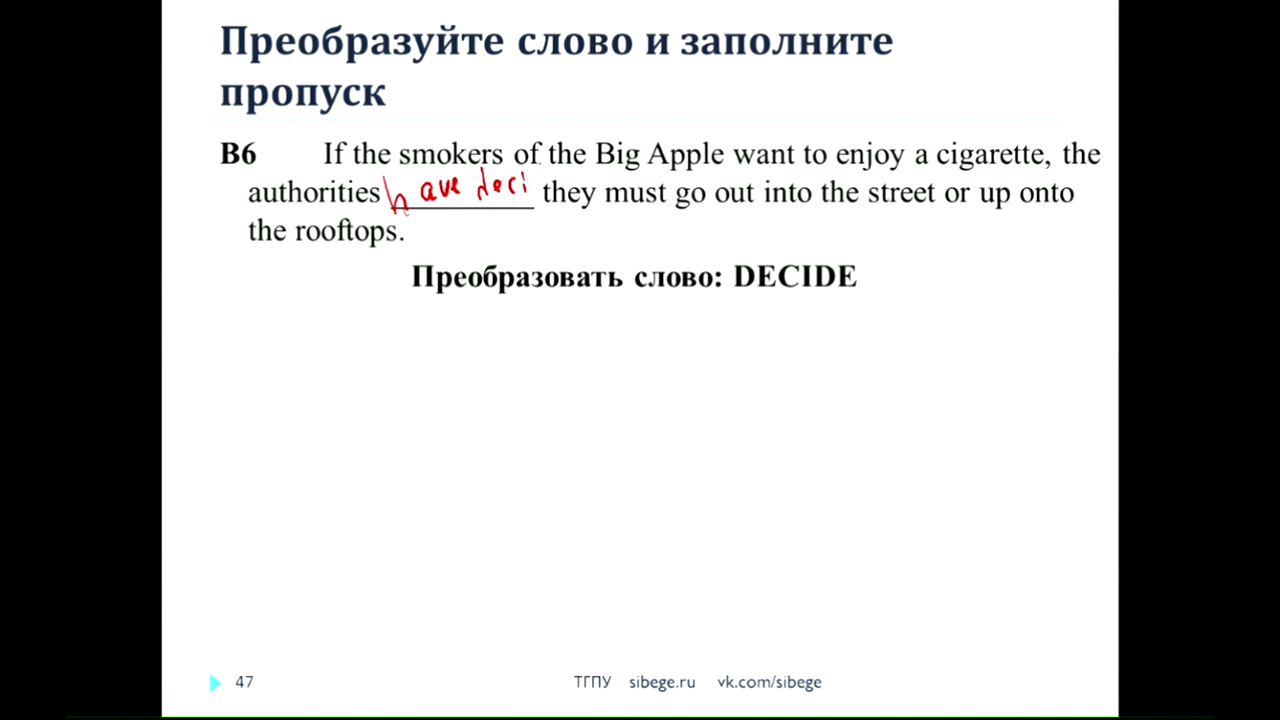 Преобразуйте слово и заполните
пропуск
B6 If the smokers of the Big Apple want to enjoy a cigarette, the
authorities have deci they must go out into the street or up onto
the rooftops.
Преобразовать слово: DECIDE
47 ТГПУ sibege.ru vk.com/sibege